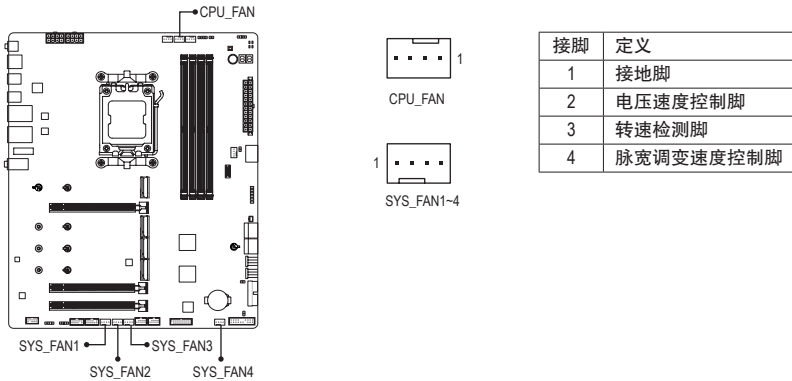 CPU_FAN
1
CPU_FAN
1
SYS_FAN1~4
接脚 定义
1 接地脚
2 电压速度控制脚
3 转速检测脚
4 脉宽调变速度控制脚
SYS_FAN1
SYS_FAN3
SYS_FAN2
SYS_FAN4